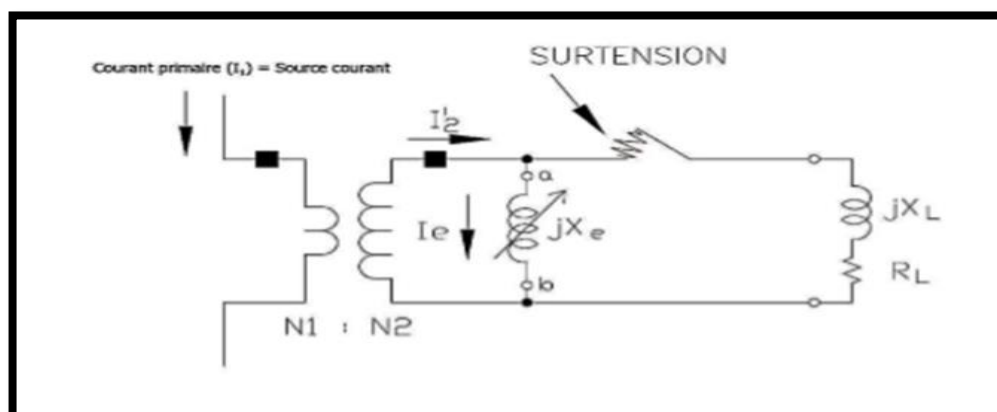 SURTENSION
Courant primaire (I₁) = Source courant
I'2
a
Ie
jXe
jXL
b
RL
N1 : N2